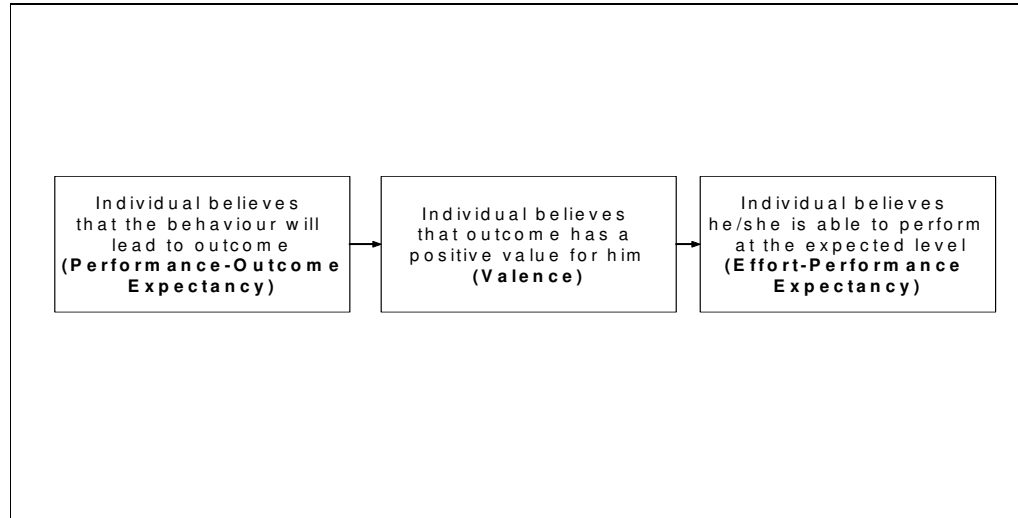 Individual believes
that the behaviour will
lead to outcome
(Performance-Outcome
Expectancy)
Individual believes
that outcome has a
positive value for him
(Valence)
Individual believes
he/she is able to perform
at the expected level
(Effort-Performance
Expectancy)